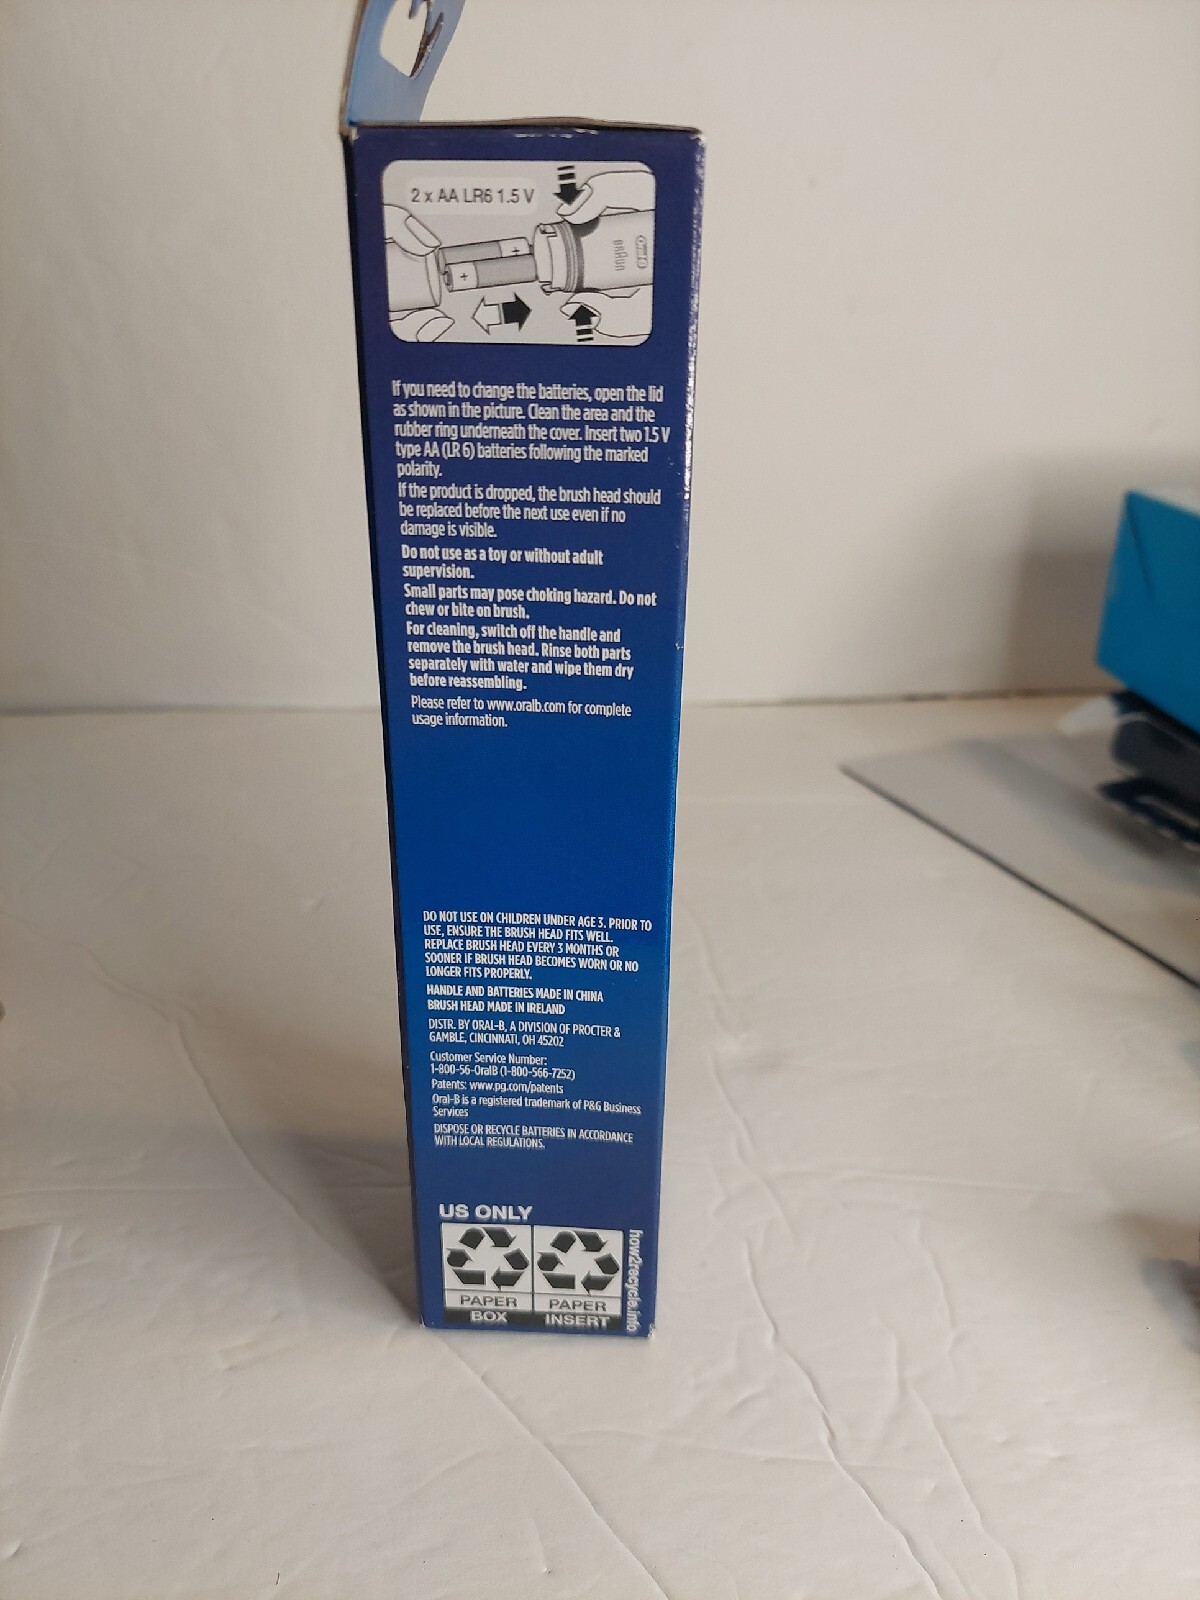 2 x AA LR6 1.5 V
Oral-B
BRAUN
If you need to change the batteries, open the lid
as shown in the picture. Clean the area and the
rubber ring underneath the cover. Insert two 1.5 V
type AA (LR 6) batteries following the marked
polarity.
If the product is dropped, the brush head should
be replaced before the next use even if no
damage is visible.
Do not use as a toy or without adult
supervision.
Small parts may pose choking hazard. Do not
chew or bite on brush.
For cleaning, switch off the handle and
remove the brush head. Rinse both parts
separately with water and wipe them dry
before reassembling.
Please refer to www.oralb.com for complete
usage information.
DO NOT USE ON CHILDREN UNDER AGE 3. PRIOR TO
USE, ENSURE THE BRUSH HEAD FITS WELL.
REPLACE BRUSH HEAD EVERY 3 MONTHS OR
SOONER IF BRUSH HEAD BECOMES WORN OR NO
LONGER FITS PROPERLY.
HANDLE AND BATTERIES MADE IN CHINA
BRUSH HEAD MADE IN IRELAND
DISTR. BY ORAL-B, A DIVISION OF PROCTER &
GAMBLE, CINCINNATI, OH 45202
Customer Service Number:
1-800-56-OralB (1-800-566-7252)
Patents: www.pg.com/patents
Oral-B is a registered trademark of P&G Business
Services
DISPOSE OR RECYCLE BATTERIES IN ACCORDANCE
WITH LOCAL REGULATIONS.
US ONLY
PAPER
BOX
PAPER
INSERT
how2recycle.info